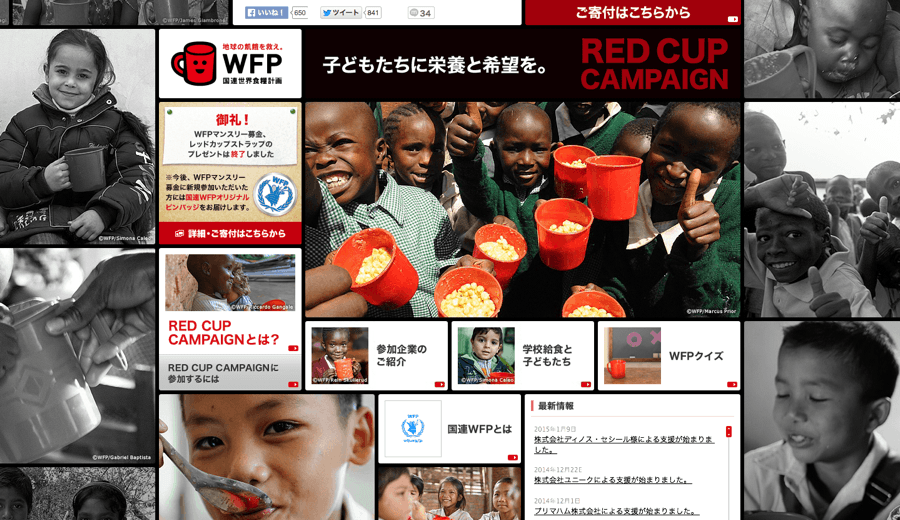 ©WFP/James Giambrone
いいね！ 650
ツイート 841
34
ご寄付はこちらから
地球の飢餓を救え。
WFP
国連世界食糧計画
子どもたちに栄養と希望を。
RED CUP
CAMPAIGN
©WFP/Simona Caleo
御礼！
WFPマンスリー募金、
レッドカップストラップの
プレゼントは終了しました
※今後、WFPマンスリー
募金に新規参加いただいた
方には国連WFPオリジナル
ピンバッジをお届けします。
WFP
詳細・ご寄付はこちらから
©WFP/Marcus Prior
©WFP/Riccardo Gangale
RED CUP
CAMPAIGNとは？
RED CUP CAMPAIGNに
参加するには
©WFP/Rein Skullerud
参加企業の
ご紹介
©WFP/Simona Caleo
学校給食と
子どもたち
WFPクイズ
©WFP/Gabriel Baptista
WFP
国連WFPとは
最新情報
2015年1月9日
株式会社ディノス・セシール様による支援が始まりま
した。
2014年12月22日
株式会社ユニークによる支援が始まりました。
2014年12月1日
プリマハム株式会社による支援が始まりました。